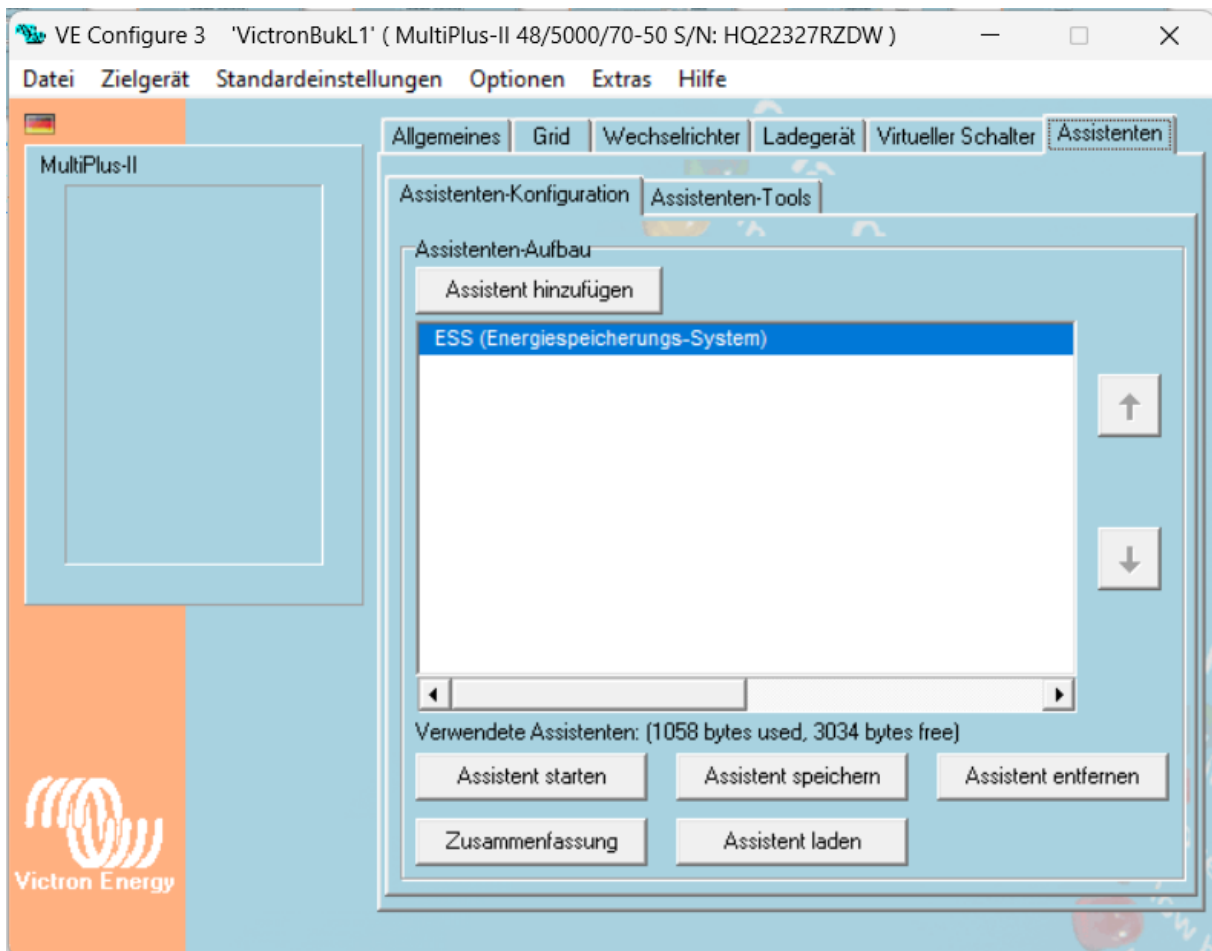 VE Configure 3 'VictronBukL1' ( MultiPlus-II 48/5000/70-50 S/N: HQ22327RZDW )
Datei Zielgerät Standardeinstellungen Optionen Extras Hilfe
MultiPlus-II
Allgemeines Grid Wechselrichter Ladegerät Virtueller Schalter Assistenten
Assistenten-Konfiguration Assistenten-Tools
Assistenten-Aufbau
Assistent hinzufügen
ESS (Energiespeicherungs-System)
Verwendete Assistenten: (1058 bytes used, 3034 bytes free)
Assistent starten Assistent speichern Assistent entfernen
Zusammenfassung Assistent laden
Victron Energy